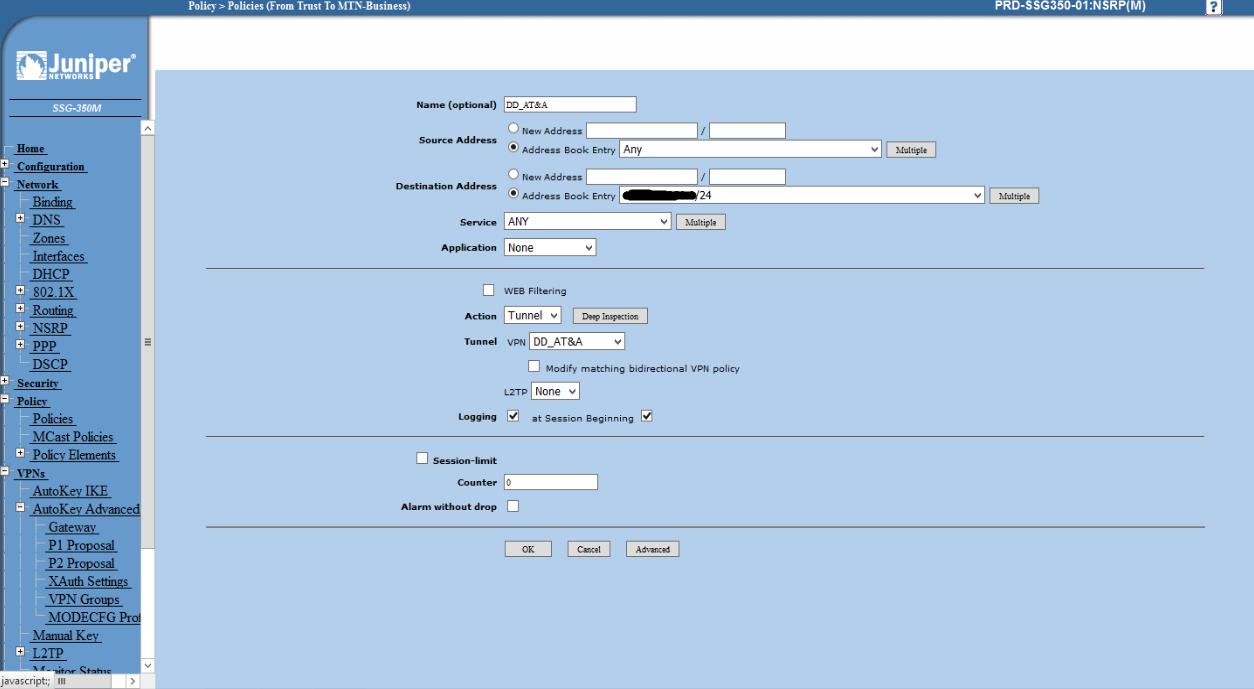 Policy > Policies (From Trust To MTN-Business)
PRD-SSG350-01:NSRP(M)
?
Juniper®
NETWORKS
SSG-350M
Home
Configuration
Network
Binding
DNS
Zones
Interfaces
DHCP
802.1X
Routing
NSRP
PPP
DSCP
Security
Policy
Policies
MCast Policies
Policy Elements
VPNs
AutoKey IKE
AutoKey Advanced
Gateway
P1 Proposal
P2 Proposal
XAuth Settings
VPN Groups
MODECFG Prof
Manual Key
L2TP
Monitor Status
javascript:;
Name (optional) DD_AT&A
Source Address
New Address /
Address Book Entry Any Multiple
Destination Address
New Address /
Address Book Entry /24 Multiple
Service ANY Multiple
Application None
WEB Filtering
Action Tunnel Deep Inspection
Tunnel VPN DD_AT&A
Modify matching bidirectional VPN policy
L2TP None
Logging at Session Beginning
Session-limit
Counter 0
Alarm without drop
OK Cancel Advanced